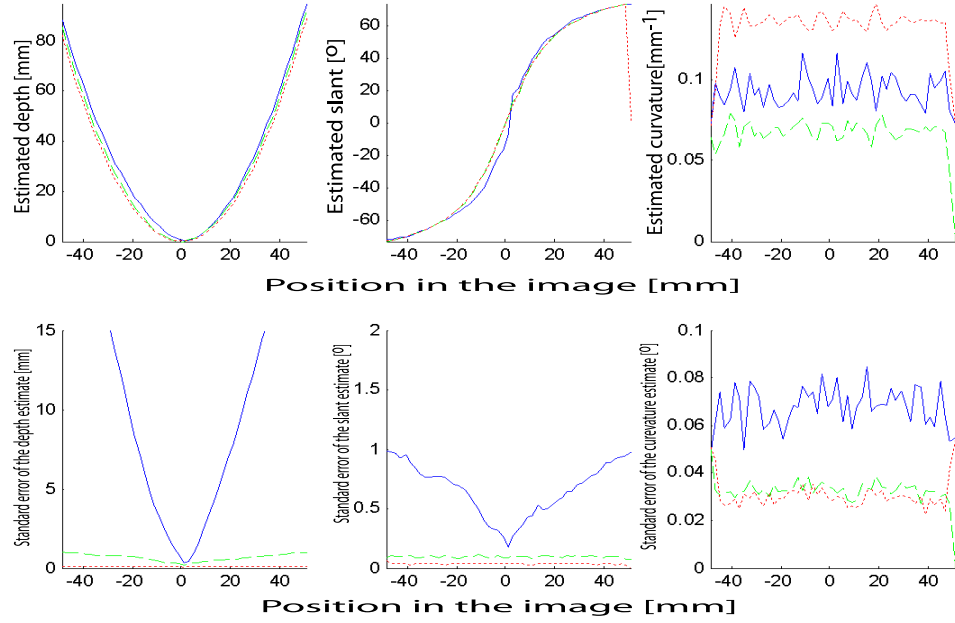 Estimated depth [mm]
80
60
40
20
0
-40 -20 0 20 40
Estimated slant [º]
60
40
20
0
-20
-40
-60
-40 -20 0 20 40
Estimated curvature[mm-1]
0.1
0.05
0
-40 -20 0 20 40
Position in the image [mm]
Standard error of the depth estimate [mm]
15
10
5
0
-40 -20 0 20 40
Standard error of the slant estimate [º]
2
1.5
1
0.5
0
-40 -20 0 20 40
Standard error of the curevature estimate [º]
0.1
0.08
0.06
0.04
0.02
0
-40 -20 0 20 40
Position in the image [mm]